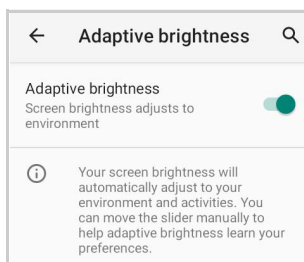 Adaptive brightness
Adaptive brightness
Screen brightness adjusts to
environment
Your screen brightness will
automatically adjust to your
environment and activities. You
can move the slider manually to
help adaptive brightness learn your
preferences.